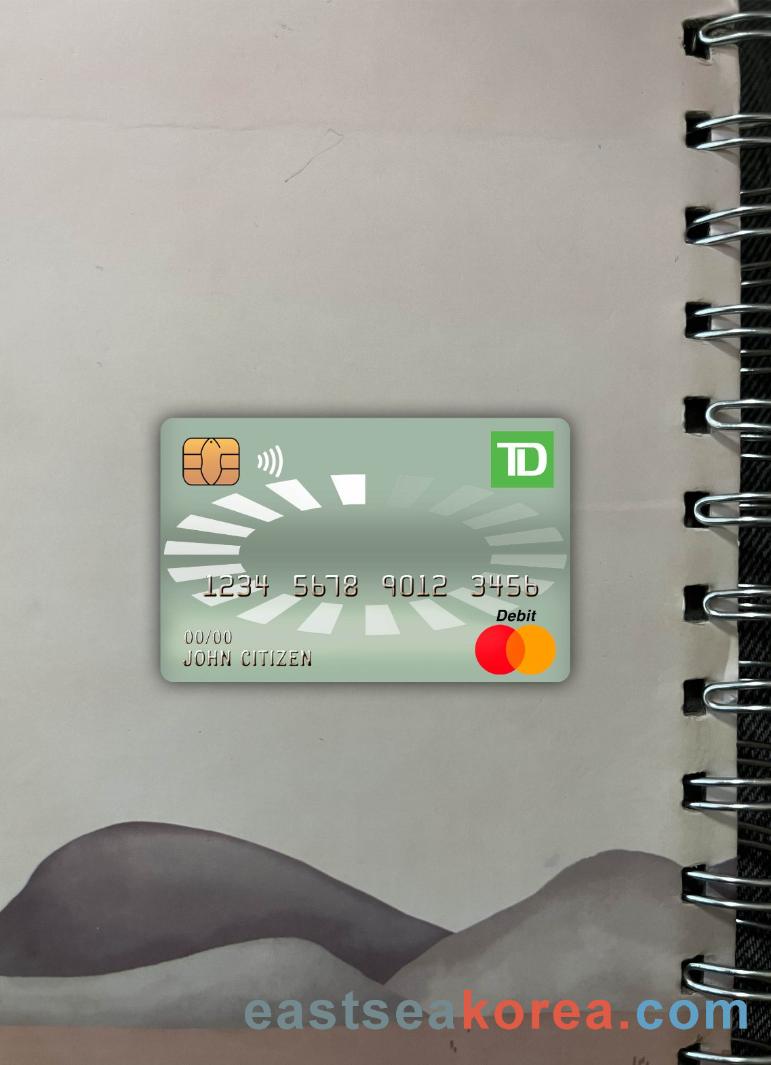 TD
1234 5678 9012 3456
Debit
00/00
JOHN CITIZEN
eastseakorea.com